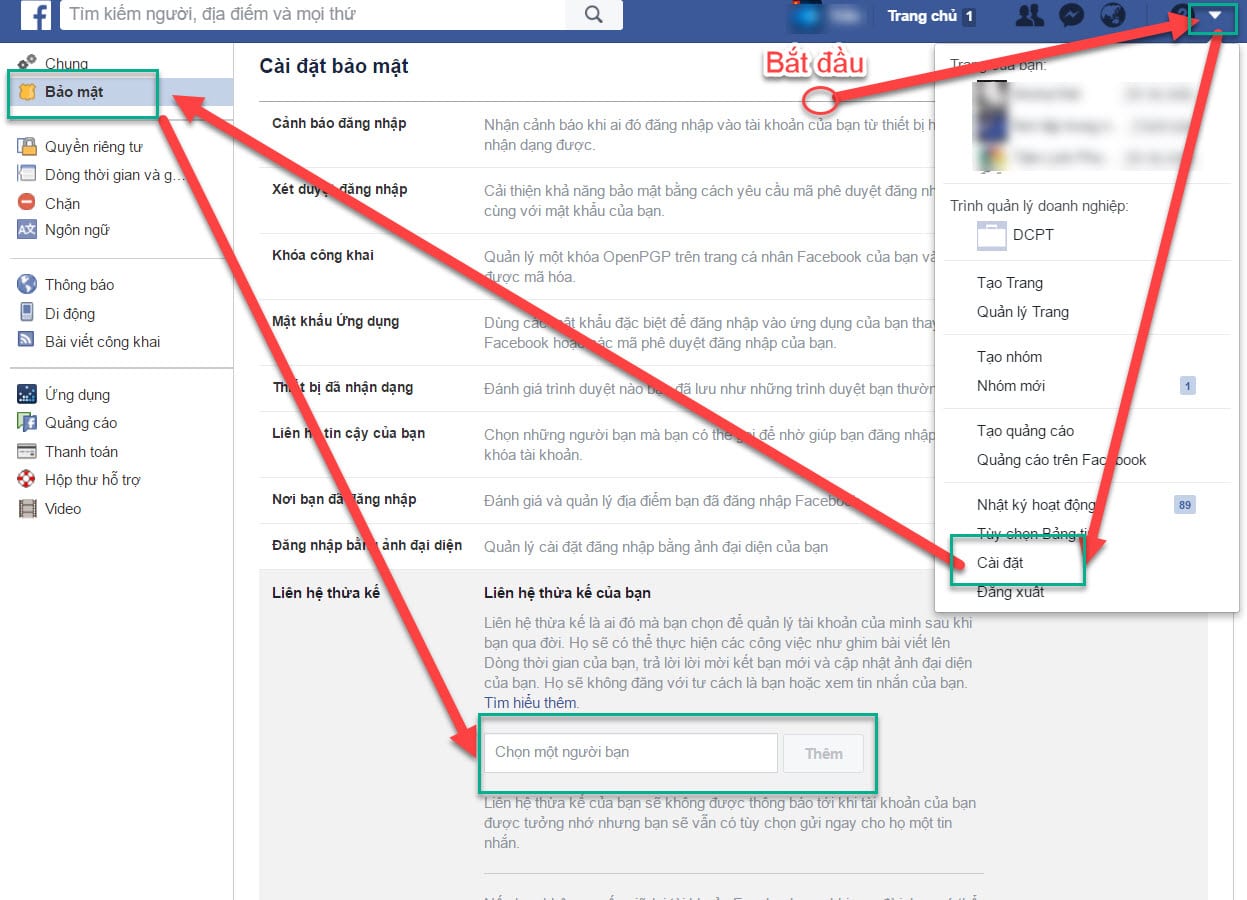 f
Tìm kiếm người, địa điểm và mọi thứ
Trang chủ 1
Bắt đầu
Chung
Bảo mật
Quyền riêng tư
Dòng thời gian và g...
Chặn
Ngôn ngữ
Thông báo
Di động
Bài viết công khai
Ứng dụng
Quảng cáo
Thanh toán
Hộp thư hỗ trợ
Video
Cài đặt bảo mật
Cảnh báo đăng nhập
Nhận cảnh báo khi ai đó đăng nhập vào tài khoản của bạn từ thiết bị h
nhận dạng được.
Xét duyệt đăng nhập
Cải thiện khả năng bảo mật bằng cách yêu cầu mã phê duyệt đăng nh
cùng với mật khẩu của bạn.
Khóa công khai
Quản lý một khóa OpenPGP trên trang cá nhân Facebook của bạn và
được mã hóa.
Mật khẩu Ứng dụng
Dùng các mật khẩu đặc biệt để đăng nhập vào ứng dụng của bạn thay
Facebook hoặc các mã phê duyệt đăng nhập của bạn.
Thiết bị đã nhận dạng
Đánh giá trình duyệt nào bạn đã lưu như những trình duyệt bạn thườn
Liên hệ tin cậy của bạn
Chọn những người bạn mà bạn có thể gọi để nhờ giúp bạn đăng nhập
khóa tài khoản.
Nơi bạn đã đăng nhập
Đánh giá và quản lý địa điểm bạn đã đăng nhập Facebook
Đăng nhập bằng ảnh đại diện
Quản lý cài đặt đăng nhập bằng ảnh đại diện của bạn
Liên hệ thừa kế
Liên hệ thừa kế của bạn
Liên hệ thừa kế là ai đó mà bạn chọn để quản lý tài khoản của mình sau khi
bạn qua đời. Họ sẽ có thể thực hiện các công việc như ghim bài viết lên
Dòng thời gian của bạn, trả lời lời mời kết bạn mới và cập nhật ảnh đại diện
của bạn. Họ sẽ không đăng với tư cách là bạn hoặc xem tin nhắn của bạn.
Tìm hiểu thêm.
Chọn một người bạn
Thêm
Liên hệ thừa kế của bạn sẽ không được thông báo tới khi tài khoản của bạn
được tưởng nhớ nhưng bạn sẽ vẫn có tùy chọn gửi ngay cho họ một tin
nhắn.
Trang của bạn:
Trình quản lý doanh nghiệp:
DCPT
Tạo Trang
Quản lý Trang
Tạo nhóm
Nhóm mới 1
Tạo quảng cáo
Quảng cáo trên Facebook
Nhật ký hoạt động 89
Tùy chọn Bảng ti
Cài đặt
Đăng xuất